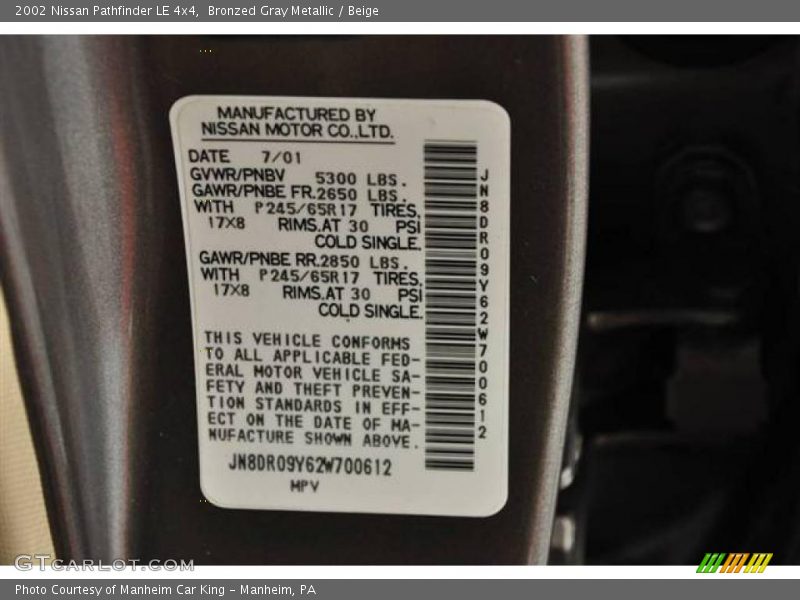 2002 Nissan Pathfinder LE 4x4,  Bronzed Gray Metallic / Beige
MANUFACTURED BY
NISSAN MOTOR CO.,LTD.
DATE 7/01
GVWR/PNBV 5300 LBS.
GAWR/PNBE FR.2650 LBS.
WITH P245/65R17 TIRES,
17X8 RIMS.AT 30 PSI
COLD SINGLE.
GAWR/PNBE RR.2850 LBS.
WITH P245/65R17 TIRES,
17X8 RIMS.AT 30 PSI
COLD SINGLE.
THIS VEHICLE CONFORMS
TO ALL APPLICABLE FED-
ERAL MOTOR VEHICLE SA-
FETY AND THEFT PREVEN-
TION STANDARDS IN EFF-
ECT ON THE DATE OF MA-
NUFACTURE SHOWN ABOVE.
JN8DR09Y62W700612
MPV
JN8DR09Y62W700612
GTCARLOT.COM
Photo Courtesy of Manheim Car King - Manheim, PA